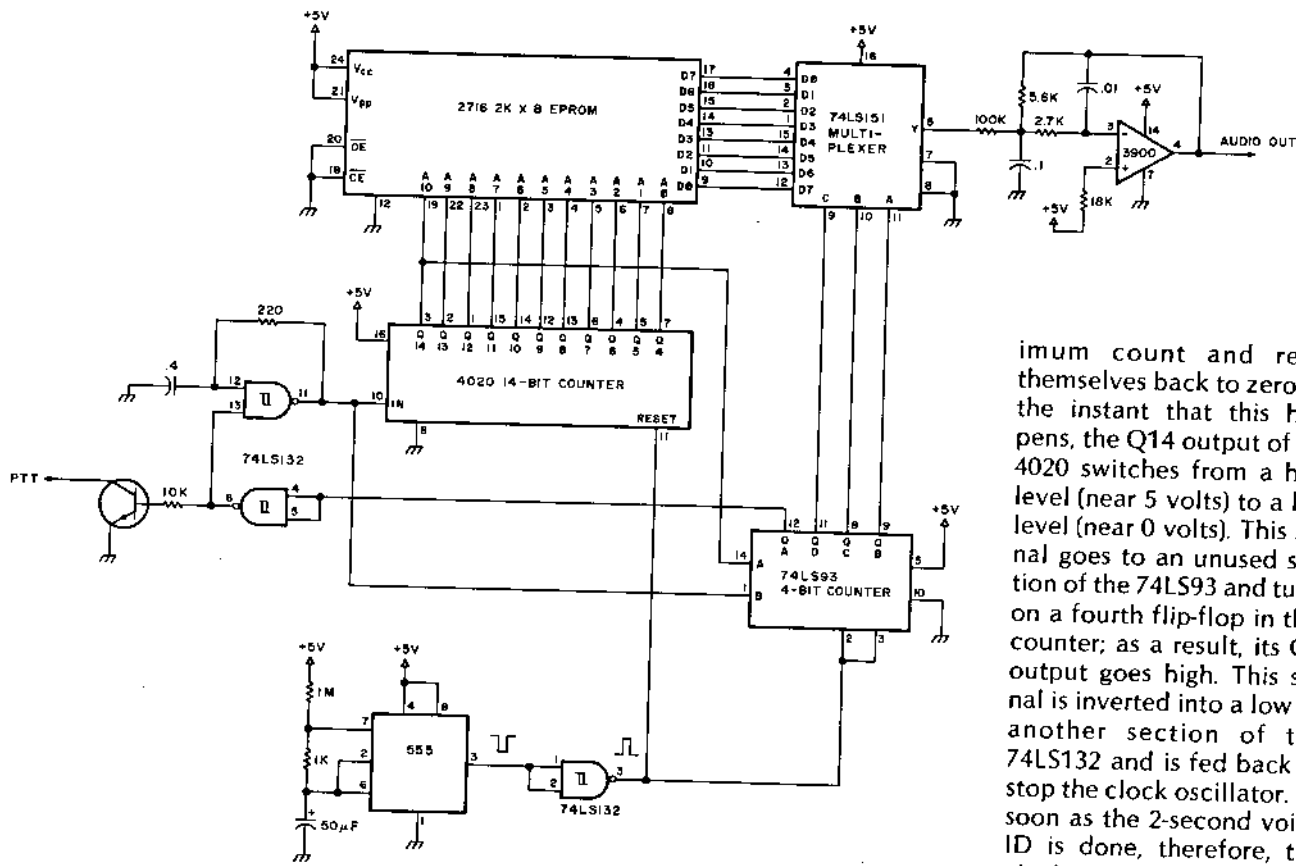 +5V
24 Vcc
21 Vpp
20 OE
18 CE
12
2716 2K X 8 EPROM
D7 17
D6 16
D5 15
D4 14
D3 13
D2 11
D1 10
D0 9
A A A A A A A A A A A
10 9 8 7 6 5 4 3 2 1 0
19 22 23 1 2 3 4 5 6 7 8
+5V
16
4 D0
3 D1
2 D2
1 D3
15 D4
14 D5
13 D6
12 D7
74LS151
MULTI-
PLEXER
Y
7
8
C B A
9 10 11
100K
5.6K
.01
2.7K
.1
+5V
14
3
2
3900
4
7
AUDIO OUT
18K
+5V
+5V
16
3 2 1 15 14 12 13 6 4 5 7
Q Q Q Q Q Q Q Q Q Q Q
14 13 12 11 10 9 8 7 6 5 4
4020 14-BIT COUNTER
10 IN
RESET
8
11
220
.4
12
13
11
74LS132
PTT
10K
6
4
5
12 11 8 9
Q Q Q Q
A D C B
14 A
1 B
74LS93
4-BIT COUNTER
+5V
5
10
2 3
+5V
1M
1K
50µF
+5V
4 8
7
2
6
555
3
1
1
2
3
74LS132
imum count and re
themselves back to zero
the instant that this h
pens, the Q14 output of
4020 switches from a h
level (near 5 volts) to a l
level (near 0 volts). This
nal goes to an unused s
tion of the 74LS93 and tu
on a fourth flip-flop in th
counter; as a result, its
output goes high. This s
nal is inverted into a low
another section of t
74LS132 and is fed back
stop the clock oscillator.
soon as the 2-second voi
ID is done, therefore, t